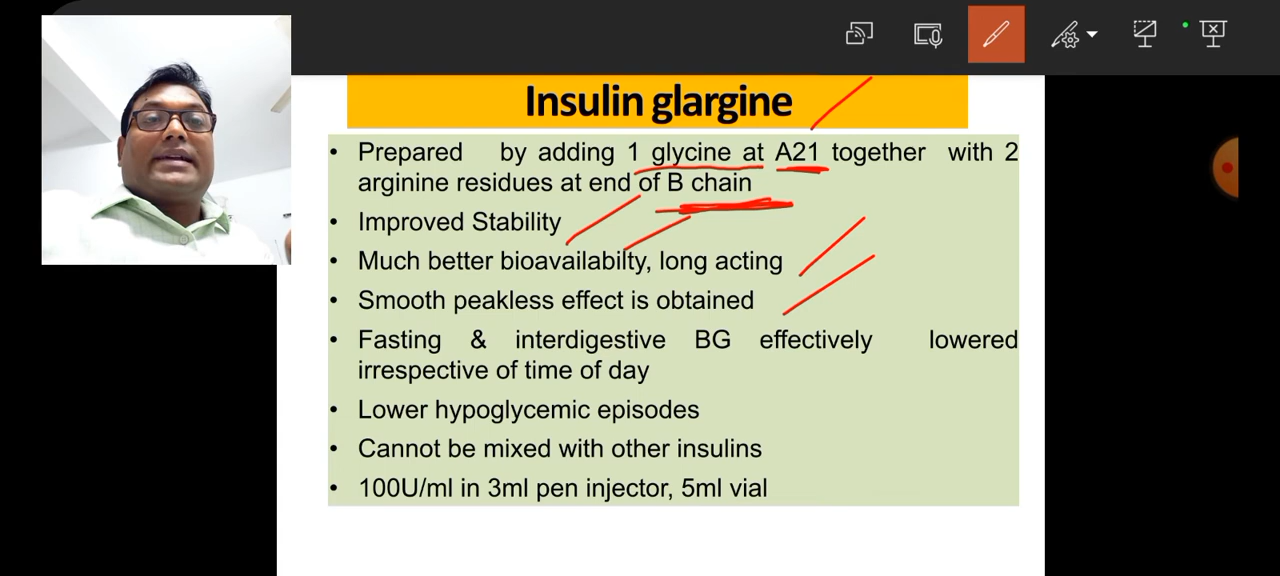 Insulin glargine
• Prepared by adding 1 glycine at A21 together with 2
arginine residues at end of B chain
• Improved Stability
• Much better bioavailabilty, long acting
• Smooth peakless effect is obtained
• Fasting & interdigestive BG effectively lowered
irrespective of time of day
• Lower hypoglycemic episodes
• Cannot be mixed with other insulins
• 100U/ml in 3ml pen injector, 5ml vial